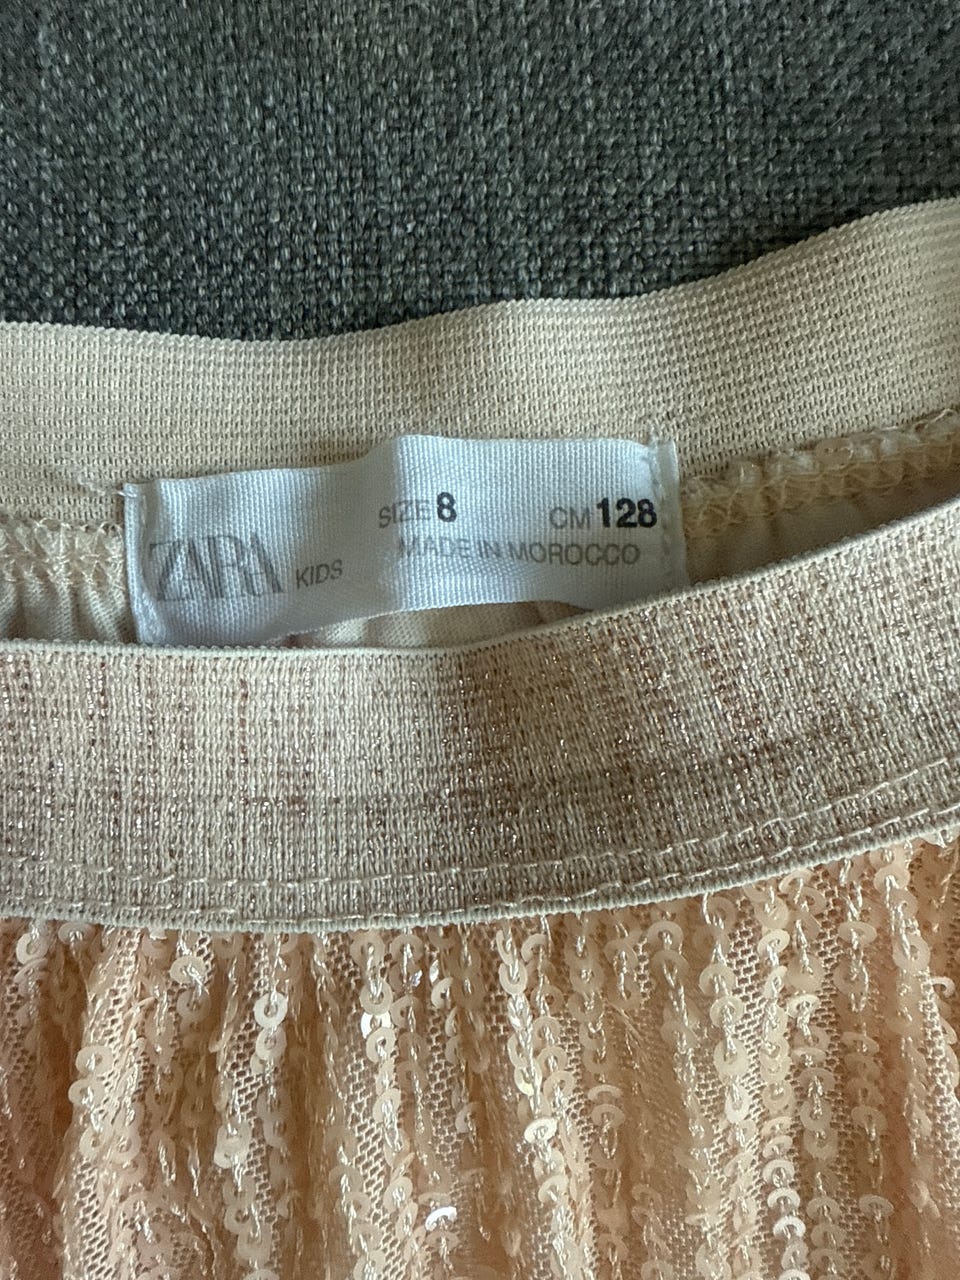 ZARA KIDS
SIZE 8 CM 128
MADE IN MOROCCO